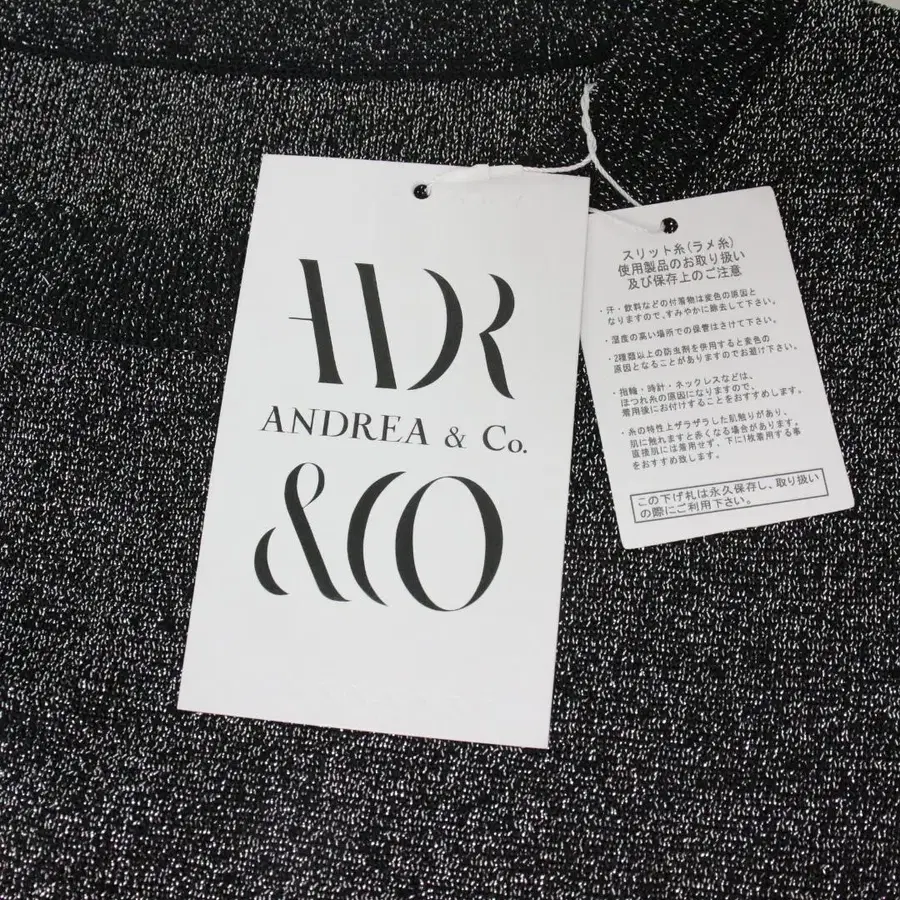 ADR
ANDREA & Co.
&CO
スリット糸(ラメ糸)
使用製品のお取り扱い
及び保存上のご注意
・汗・飲料などの付着物は変色の原因と
なりますので、すみやかに除去して下さい。
・湿度の高い場所での保管はさけて下さい。
・2種類以上の防虫剤を併用すると変色の
原因となることがありますのでお避け下さい。
・指輪・時計・ネックレスなどは、
ほつれ糸の原因になりますので、
着用後にお付けすることをおすすめします。
・糸の特性上ザラザラした肌触りがあり、
肌に触れますと赤くなる場合があります。
直接肌には着用せず、下に1枚着用する事
をおすすめ致します。
この下げ札は永久保存し、取り扱い
の際にご利用下さい。